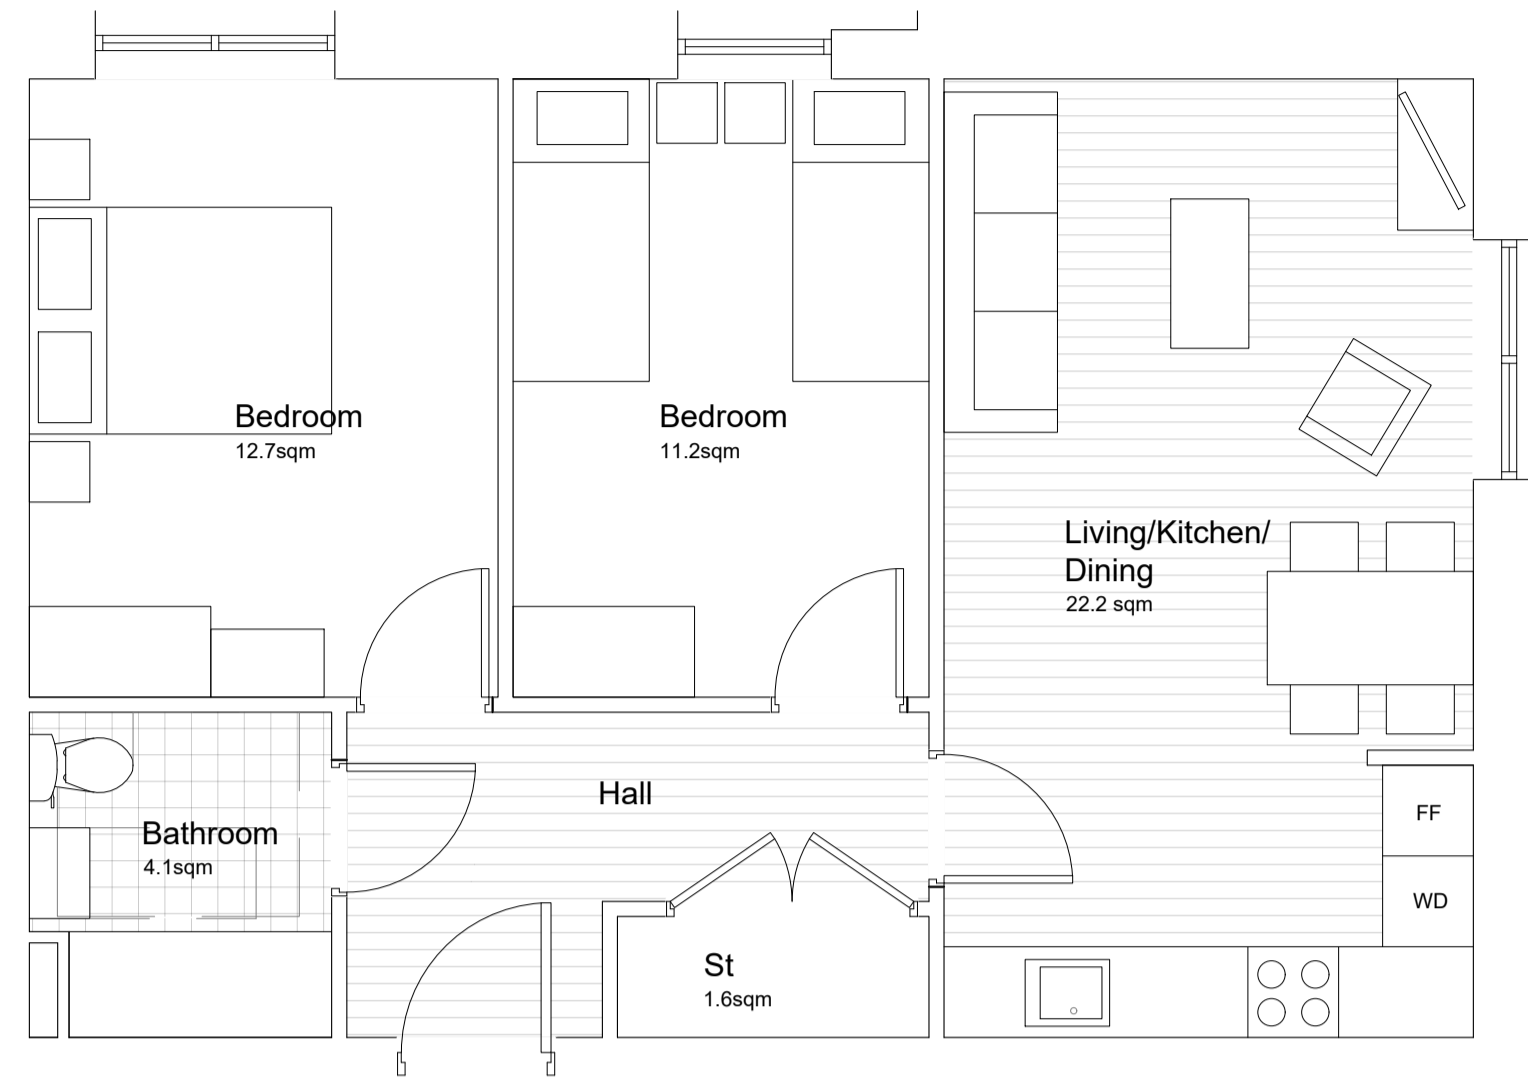 Bedroom
12.7sqm
Bedroom
11.2sqm
Living/Kitchen/
Dining
22.2 sqm
Hall
Bathroom
4.1sqm
FF
WD
St
1.6sqm